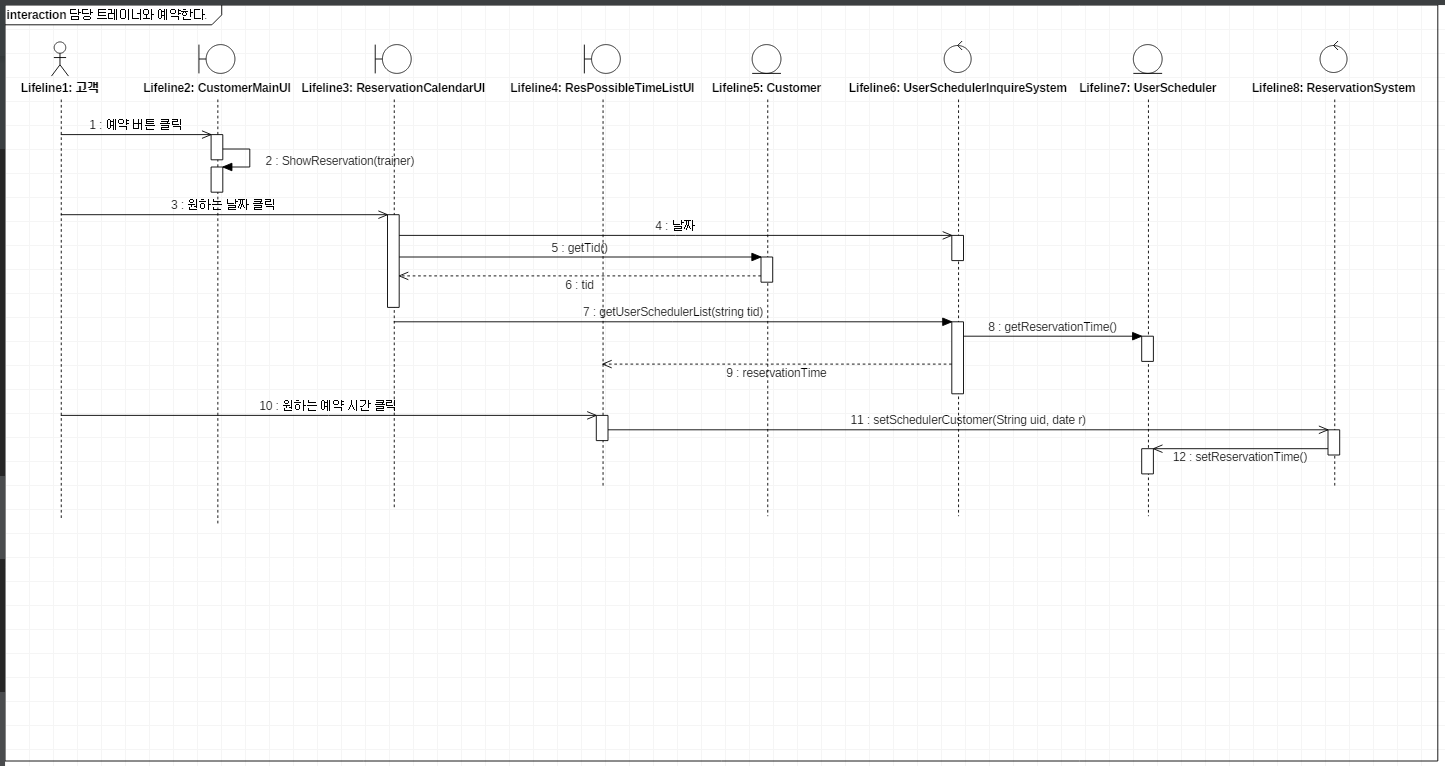 interaction 담당 트레이너와 예약한다.
Lifeline1: 고객
Lifeline2: CustomerMainUI
Lifeline3: ReservationCalendarUI
Lifeline4: ResPossibleTimeListUI
Lifeline5: Customer
Lifeline6: UserSchedulerInquireSystem
Lifeline7: UserScheduler
Lifeline8: ReservationSystem
1 : 예약 버튼 클릭
2 : ShowReservation(trainer)
3 : 원하는 날짜 클릭
4 : 날짜
5 : getTid()
6 : tid
7 : getUserSchedulerList(string tid)
8 : getReservationTime()
9 : reservationTime
10 : 원하는 예약 시간 클릭
11 : setSchedulerCustomer(String uid, date r)
12 : setReservationTime()